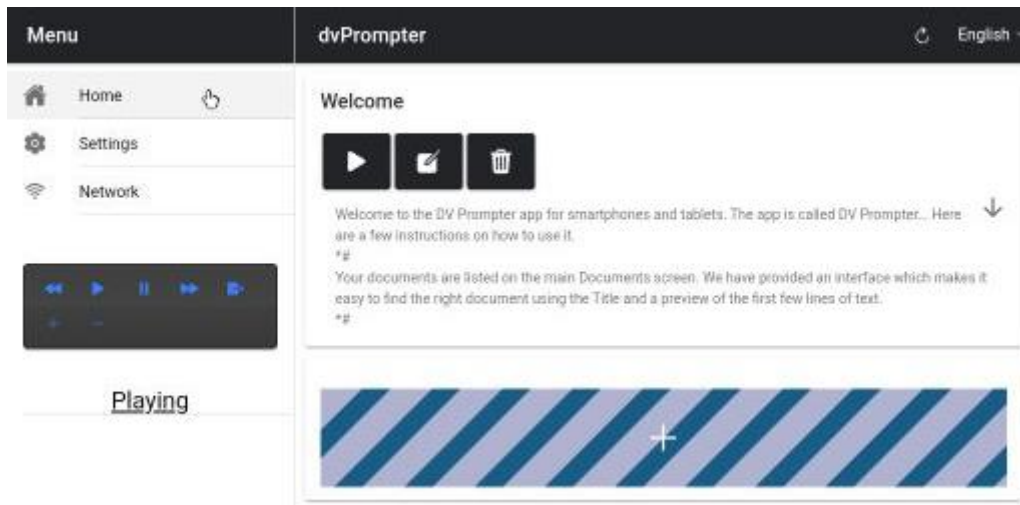 Menu
dvPrompter
English
Home
Settings
Network
Playing
Welcome
Welcome to the DV Prompter app for smartphones and tablets. The app is called DV Prompter... Here
are a few instructions on how to use it.
*#
Your documents are listed on the main Documents screen. We have provided an interface which makes it
easy to find the right document using the Title and a preview of the first few lines of text.
*#